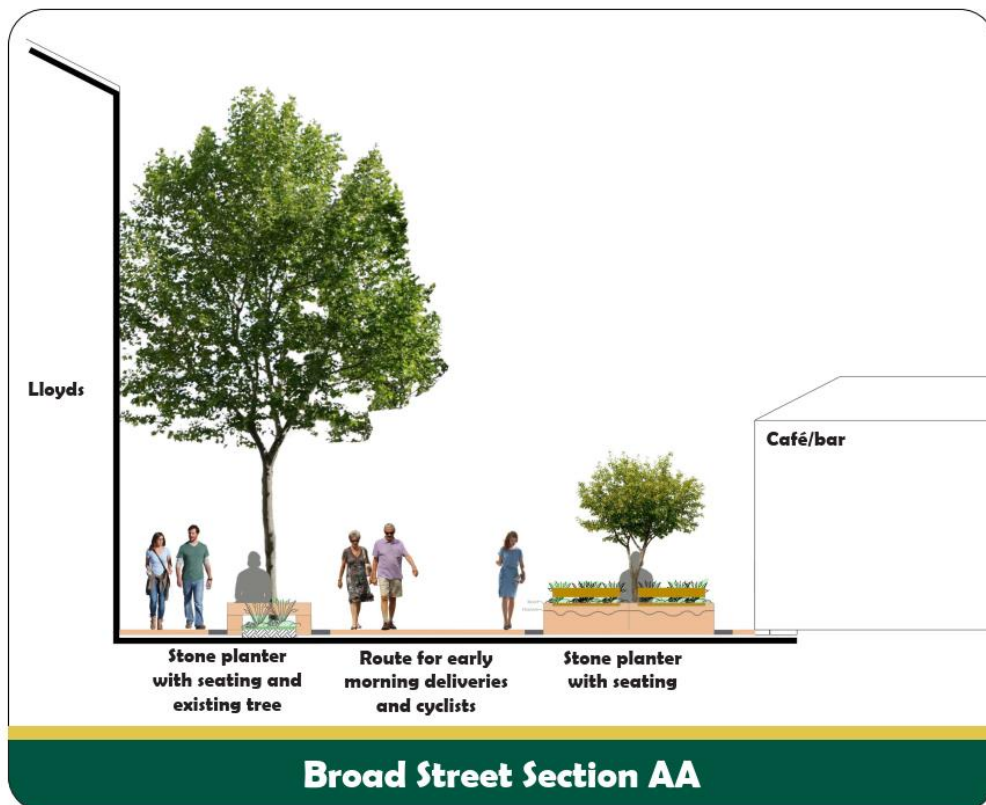 Lloyds
Café/bar
Stone planter
with seating and
existing tree
Route for early
morning deliveries
and cyclists
Stone planter
with seating
Broad Street Section AA